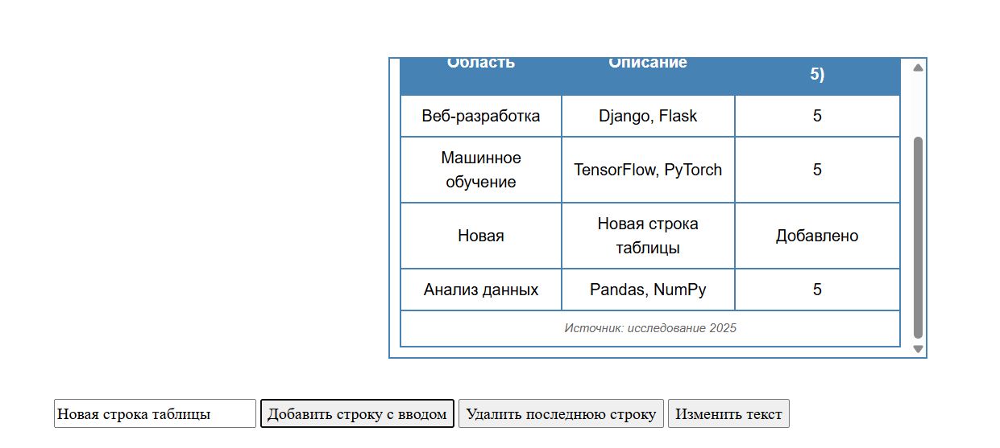 Область Описание
5)
Веб-разработка Django, Flask 5
Машинное
обучение TensorFlow, PyTorch 5
Новая Новая строка
таблицы Добавлено
Анализ данных Pandas, NumPy 5
Источник: исследование 2025
Новая строка таблицы Добавить строку с вводом Удалить последнюю строку Изменить текст